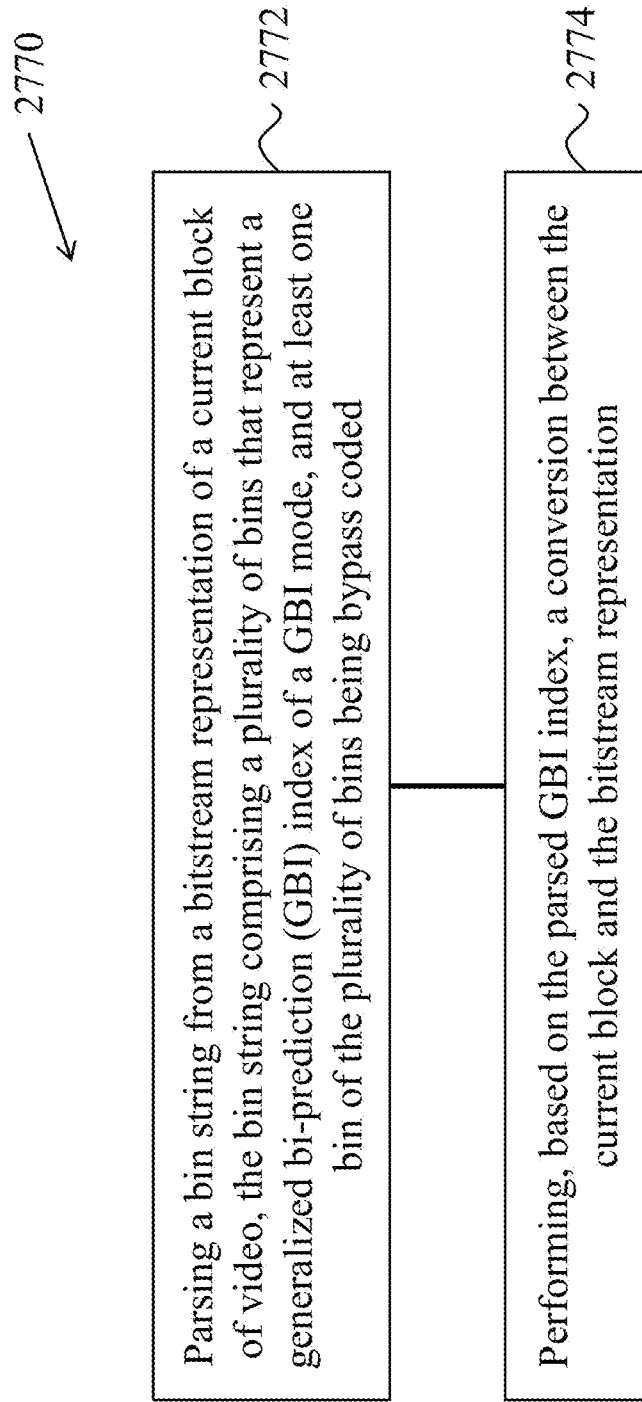 2770
Parsing a bin string from a bitstream representation of a current block
of video, the bin string comprising a plurality of bins that represent a
generalized bi-prediction (GBI) index of a GBI mode, and at least one
bin of the plurality of bins being bypass coded
2772
Performing, based on the parsed GBI index, a conversion between the
current block and the bitstream representation
2774